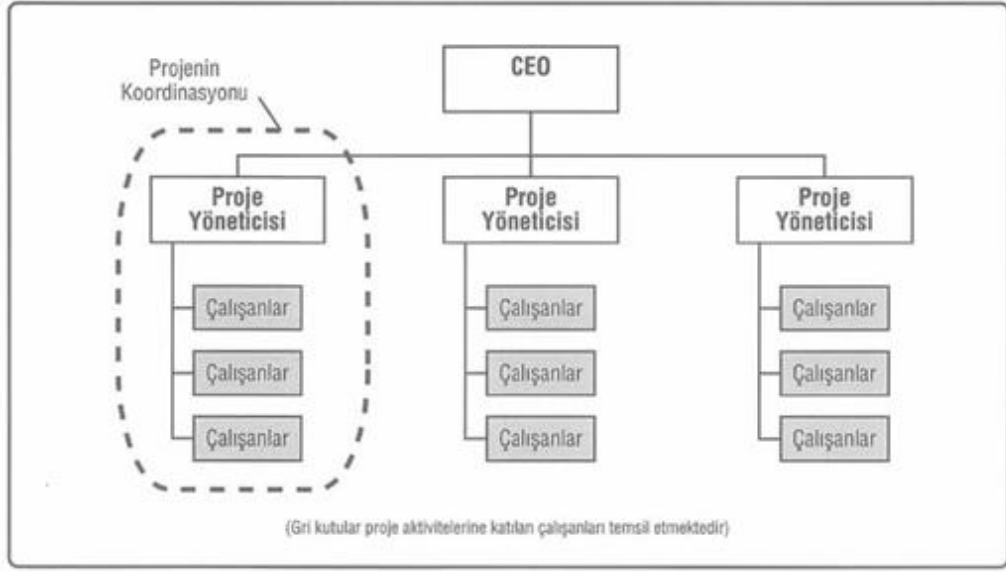 Projenin
Koordinasyonu
CEO
Proje
Yöneticisi
Proje
Yöneticisi
Proje
Yöneticisi
Çalışanlar
Çalışanlar
Çalışanlar
Çalışanlar
Çalışanlar
Çalışanlar
Çalışanlar
Çalışanlar
Çalışanlar
(Gri kutular proje aktivitelerine katılan çalışanları temsil etmektedir)